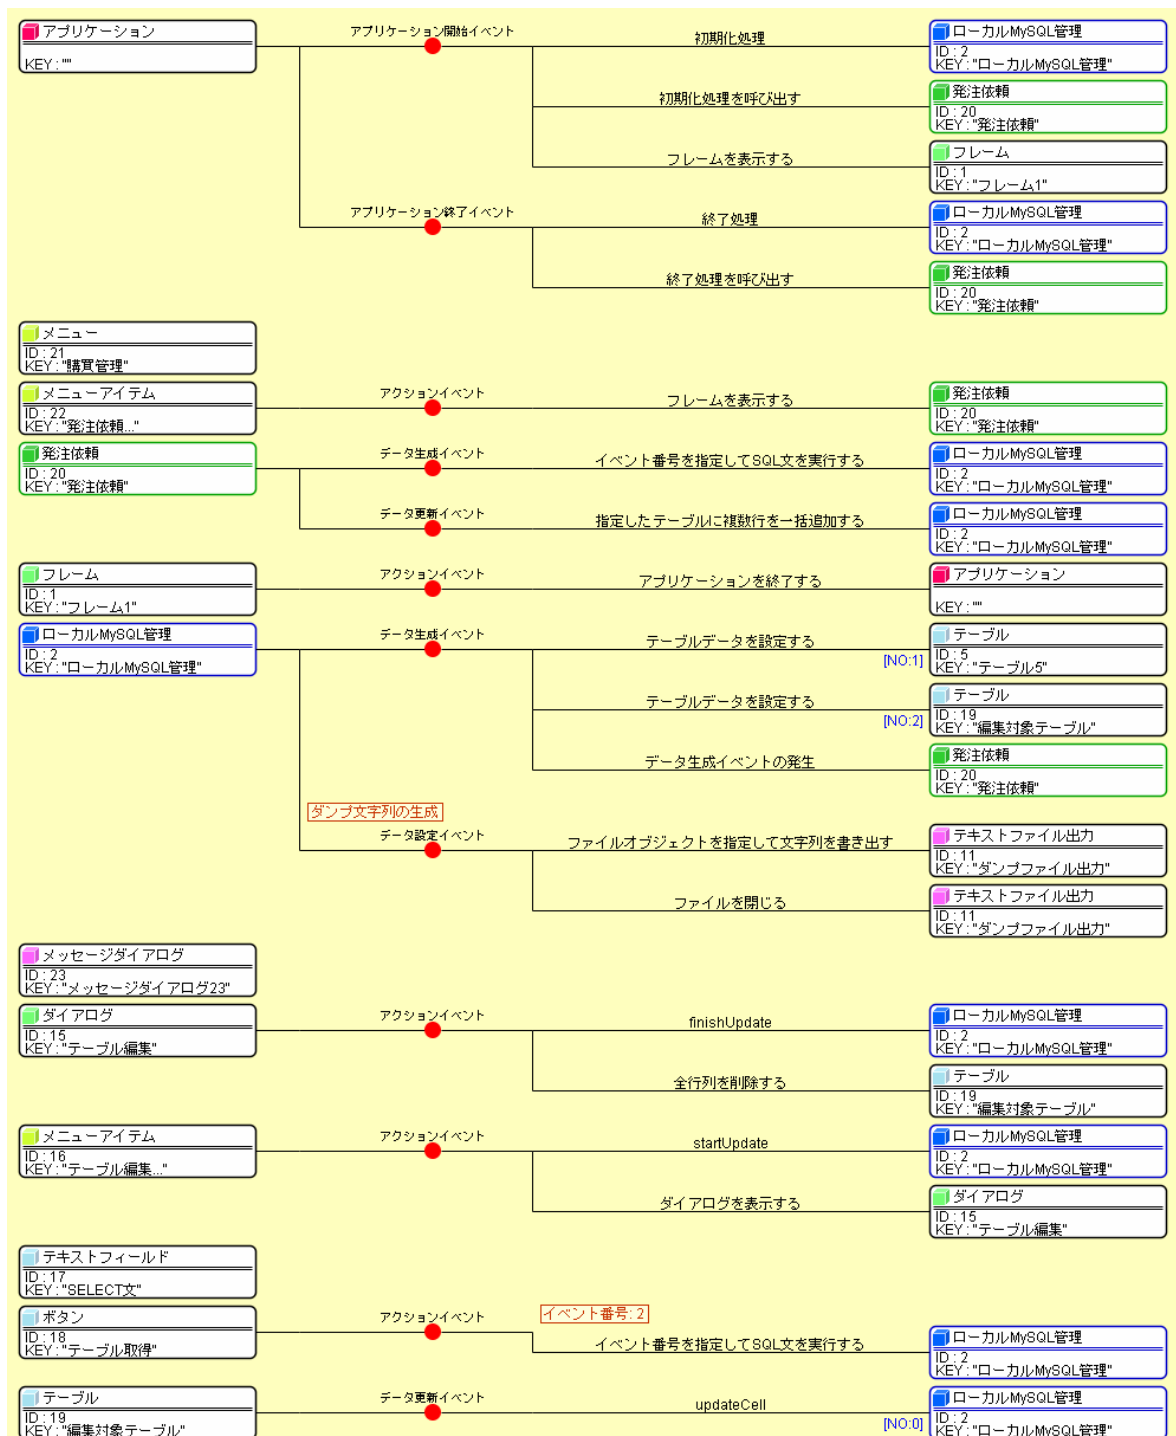 アプリケーション
KEY : ""
アプリケーション開始イベント
初期化処理
ローカルMySQL管理
ID : 2
KEY : "ローカルMySQL管理"
初期化処理を呼び出す
発注依頼
ID : 20
KEY : "発注依頼"
フレームを表示する
フレーム
ID : 1
KEY : "フレーム1"
アプリケーション終了イベント
終了処理
ローカルMySQL管理
ID : 2
KEY : "ローカルMySQL管理"
終了処理を呼び出す
発注依頼
ID : 20
KEY : "発注依頼"
メニュー
ID : 21
KEY : "購買管理"
メニューアイテム
ID : 22
KEY : "発注依頼..."
アクションイベント
フレームを表示する
発注依頼
ID : 20
KEY : "発注依頼"
発注依頼
ID : 20
KEY : "発注依頼"
データ生成イベント
イベント番号を指定してSQL文を実行する
ローカルMySQL管理
ID : 2
KEY : "ローカルMySQL管理"
データ更新イベント
指定したテーブルに複数行を一括追加する
ローカルMySQL管理
ID : 2
KEY : "ローカルMySQL管理"
フレーム
ID : 1
KEY : "フレーム1"
アクションイベント
アプリケーションを終了する
アプリケーション
KEY : ""
ローカルMySQL管理
ID : 2
KEY : "ローカルMySQL管理"
データ生成イベント
テーブルデータを設定する
[NO:1]
テーブル
ID : 5
KEY : "テーブル5"
テーブルデータを設定する
[NO:2]
テーブル
ID : 19
KEY : "編集対象テーブル"
データ生成イベントの発生
発注依頼
ID : 20
KEY : "発注依頼"
ダンプ文字列の生成
データ設定イベント
ファイルオブジェクトを指定して文字列を書き出す
テキストファイル出力
ID : 11
KEY : "ダンプファイル出力"
ファイルを閉じる
テキストファイル出力
ID : 11
KEY : "ダンプファイル出力"
メッセージダイアログ
ID : 23
KEY : "メッセージダイアログ23"
ダイアログ
ID : 15
KEY : "テーブル編集"
アクションイベント
finishUpdate
ローカルMySQL管理
ID : 2
KEY : "ローカルMySQL管理"
全行列を削除する
テーブル
ID : 19
KEY : "編集対象テーブル"
メニューアイテム
ID : 16
KEY : "テーブル編集..."
アクションイベント
startUpdate
ローカルMySQL管理
ID : 2
KEY : "ローカルMySQL管理"
ダイアログを表示する
ダイアログ
ID : 15
KEY : "テーブル編集"
テキストフィールド
ID : 17
KEY : "SELECT文"
ボタン
ID : 18
KEY : "テーブル取得"
アクションイベント
イベント番号: 2
イベント番号を指定してSQL文を実行する
ローカルMySQL管理
ID : 2
KEY : "ローカルMySQL管理"
テーブル
ID : 19
KEY : "編集対象テーブル"
データ更新イベント
updateCell
[NO:0]
ローカルMySQL管理
ID : 2
KEY : "ローカルMySQL管理"